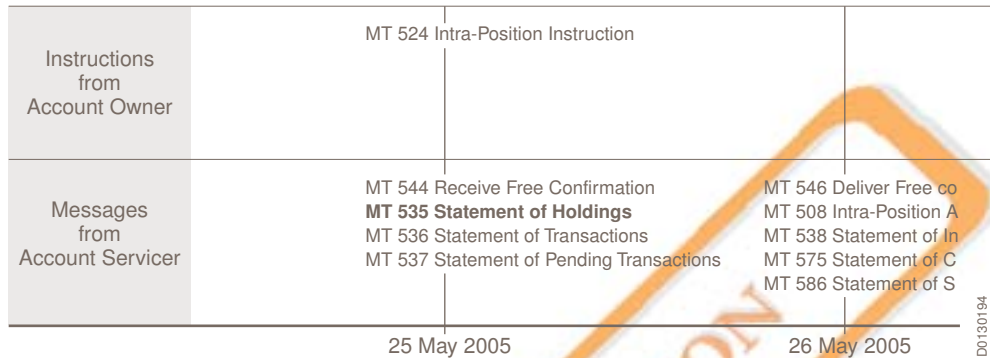 MT 524 Intra-Position Instruction
Instructions
from
Account Owner
MT 544 Receive Free Confirmation
MT 535 Statement of Holdings
MT 536 Statement of Transactions
MT 537 Statement of Pending Transactions
MT 546 Deliver Free co
MT 508 Intra-Position A
MT 538 Statement of In
MT 575 Statement of C
MT 586 Statement of S
Messages
from
Account Servicer
25 May 2005
26 May 2005
D0130194
ON